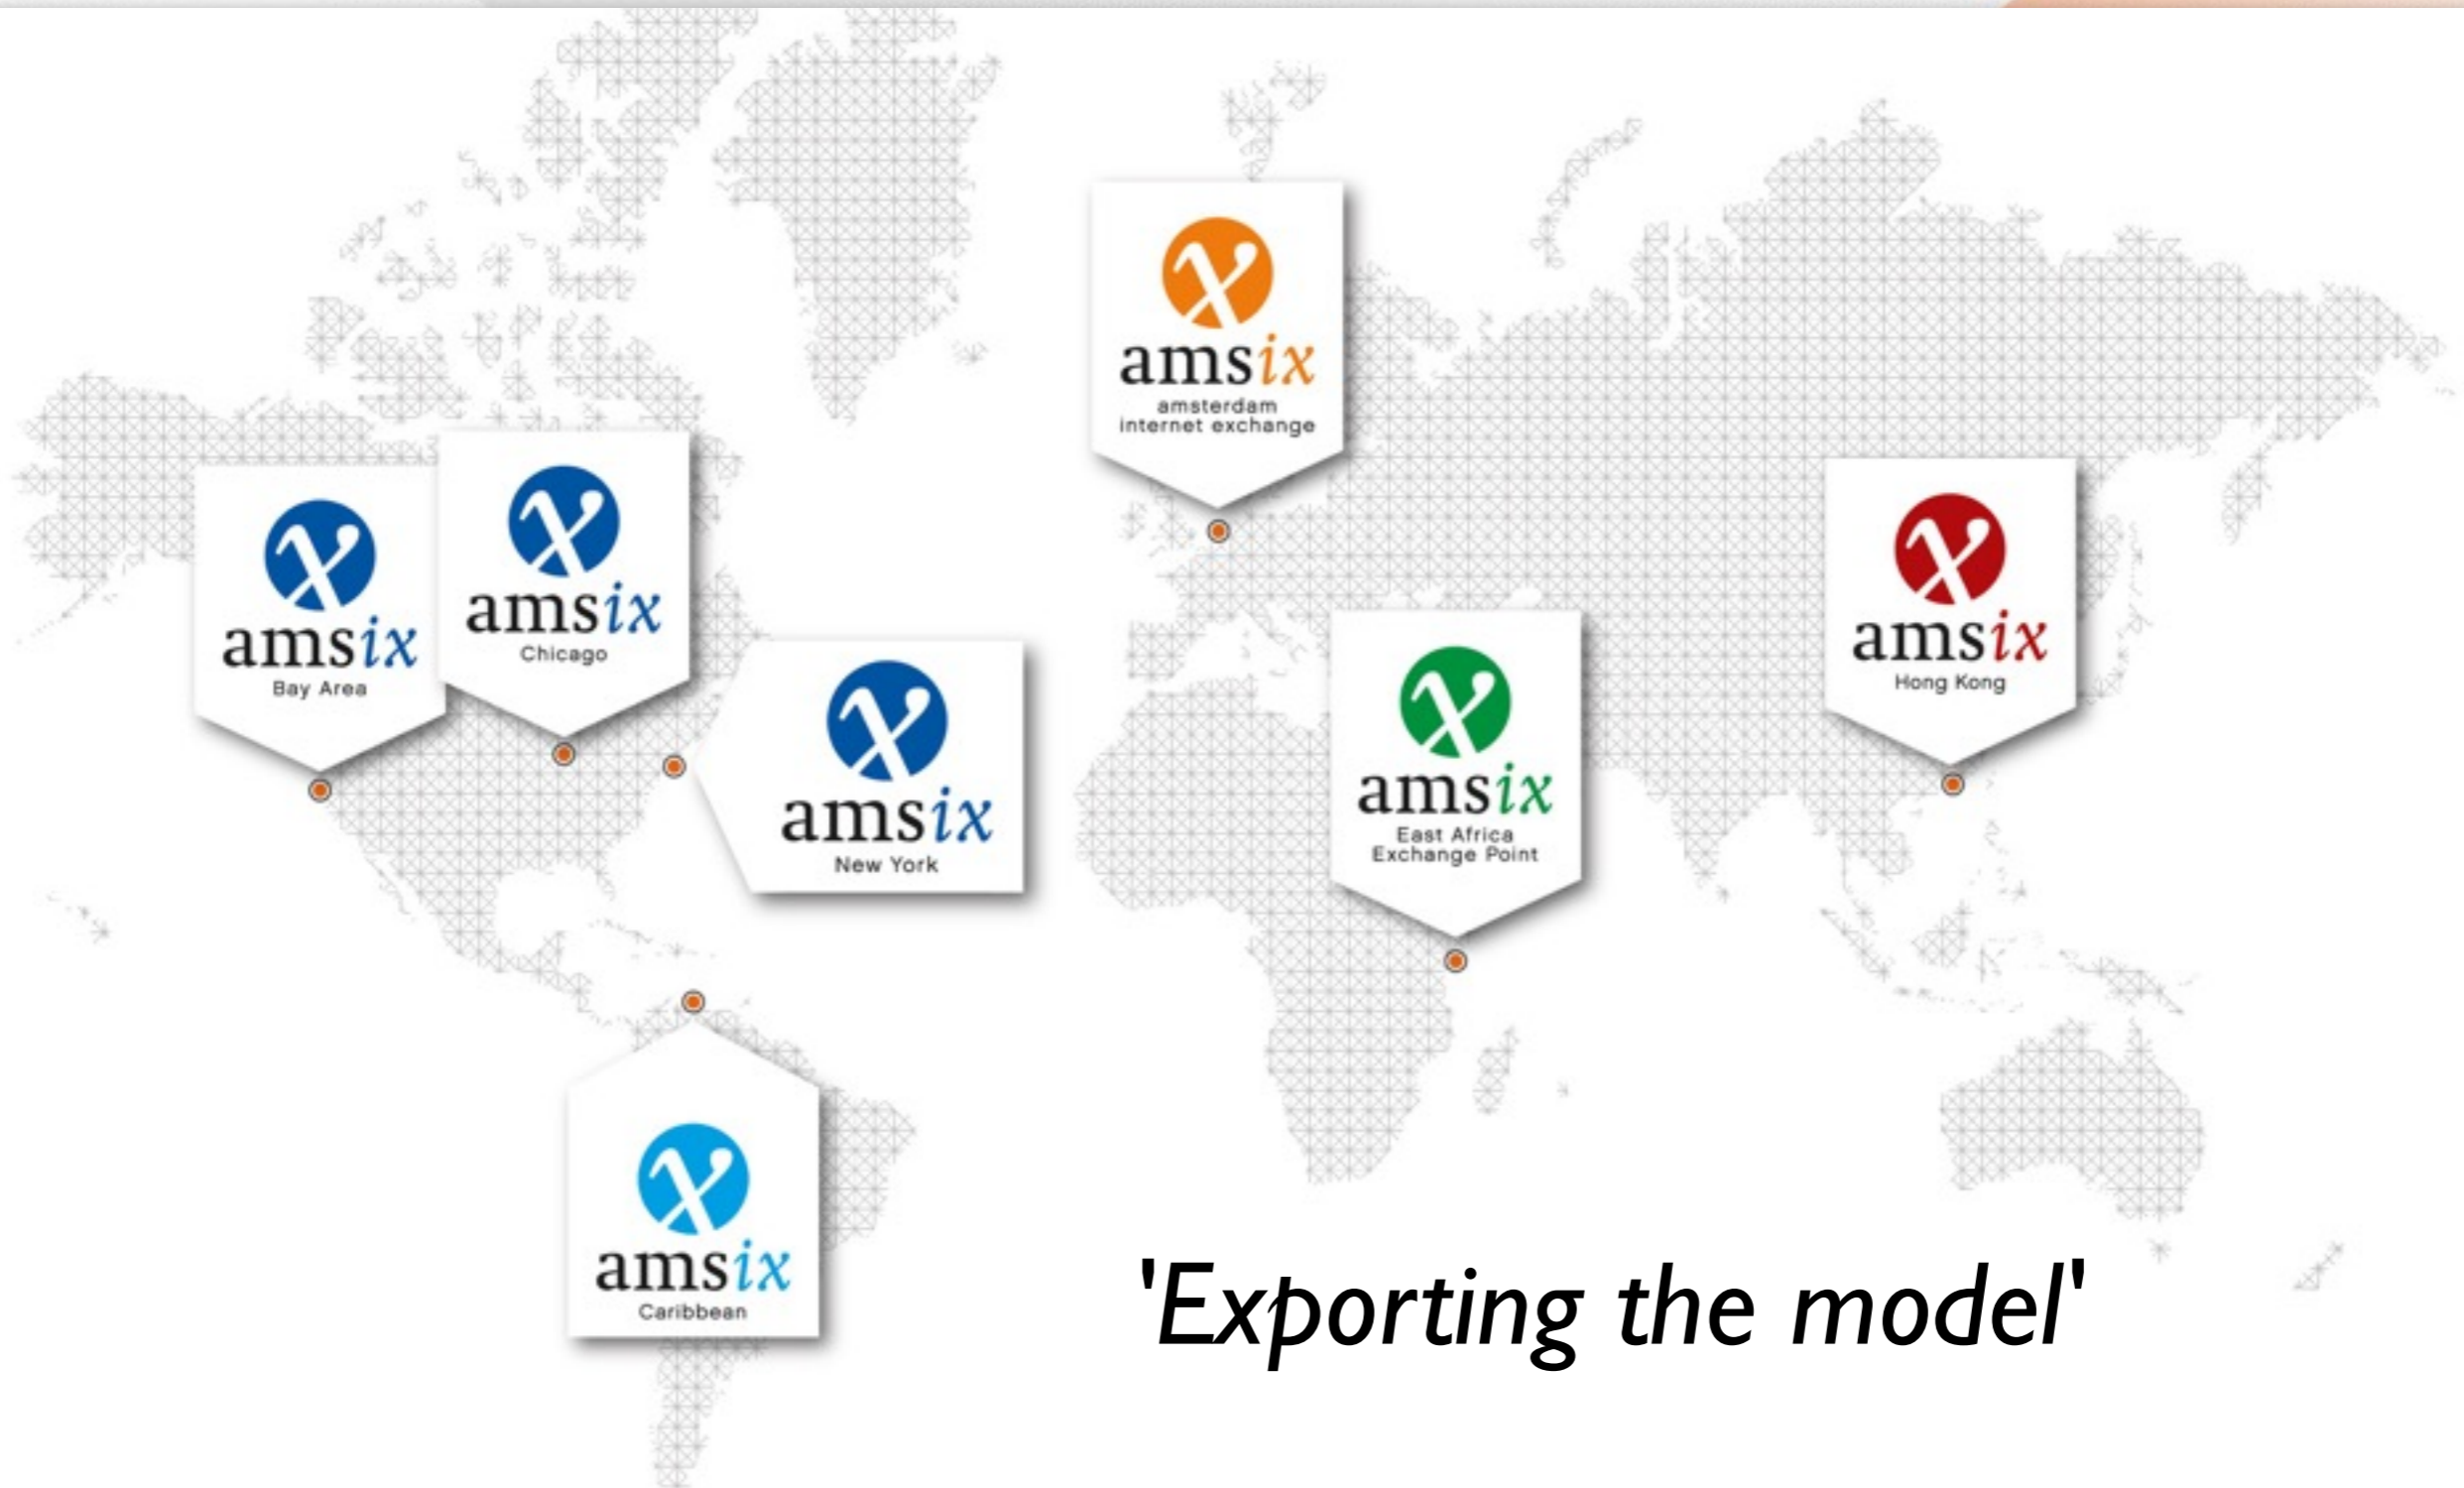 amsix
amsterdam
internet exchange
amsix
Bay Area
amsix
Chicago
amsix
New York
amsix
East Africa
Exchange Point
amsix
Hong Kong
amsix
Caribbean
'Exporting the model'